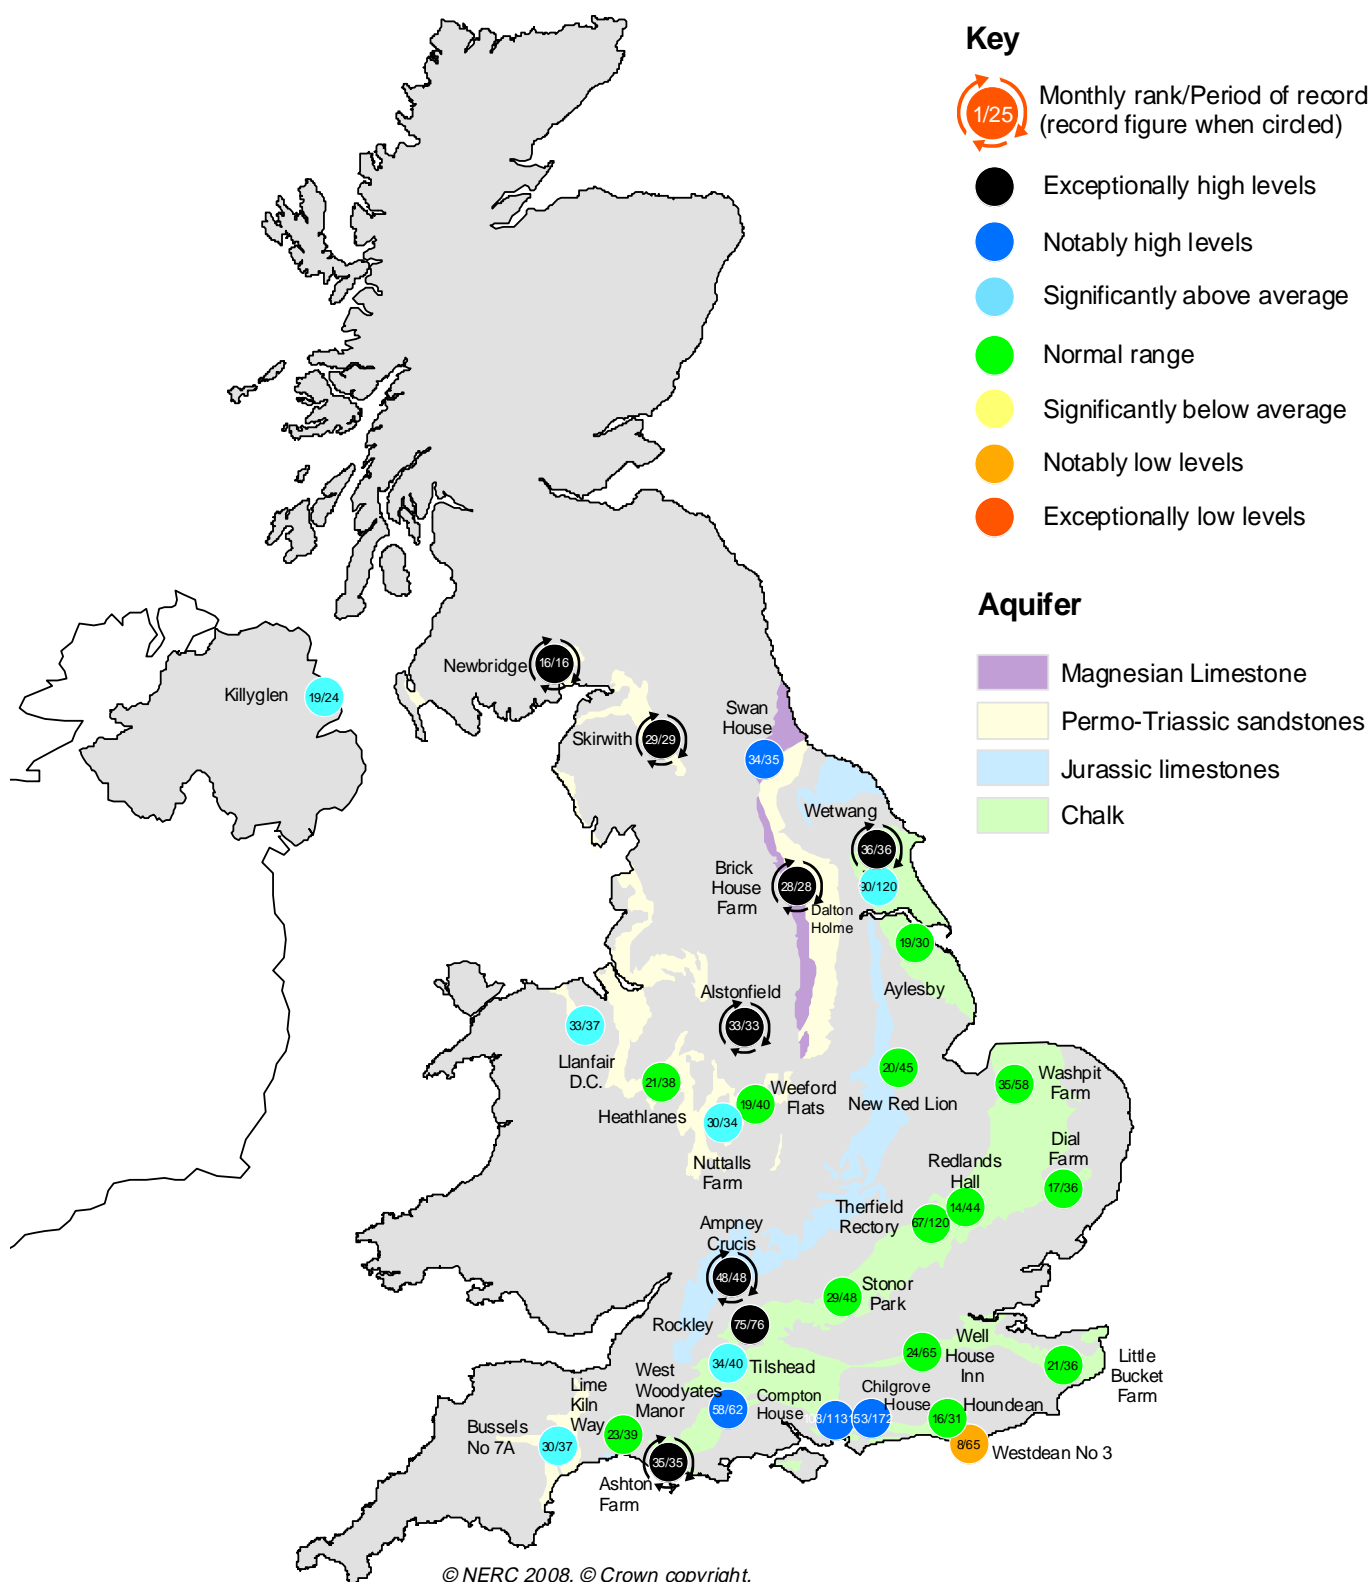 Key
1/25
Monthly rank/Period of record
(record figure when circled)
Exceptionally high levels
Notably high levels
Significantly above average
Normal range
Significantly below average
Notably low levels
Exceptionally low levels
Aquifer
Magnesian Limestone
Permo-Triassic sandstones
Jurassic limestones
Chalk
Newbridge
16/16
Killyglen
19/24
Skirwith
29/29
Swan
House
34/35
Wetwang
36/36
Brick
House
Farm
28/28
90/120
Dalton
Holme
19/30
Aylesby
Alstonfield
33/33
33/37
Llanfair
D.C.
21/38
Heathlanes
19/40
Weeford
Flats
30/34
Nuttalls
Farm
20/45
New Red Lion
35/58
Washpit
Farm
Dial
Farm
17/36
Redlands
Hall
14/44
Therfield
Rectory
67/120
Ampney
Crucis
48/48
29/48
Stonor
Park
Rockley
75/76
34/40
Tilshead
24/65
Well
House
Inn
21/36
Little
Bucket
Farm
West
Woodyates
Manor
58/62
Compton
House
108/113
Chilgrove
House
153/172
16/31
Houndean
8/65
Westdean No 3
Lime
Kiln
Way
23/39
Bussels
No 7A
30/37
35/35
Ashton
Farm
© NERC 2008. © Crown copyright.